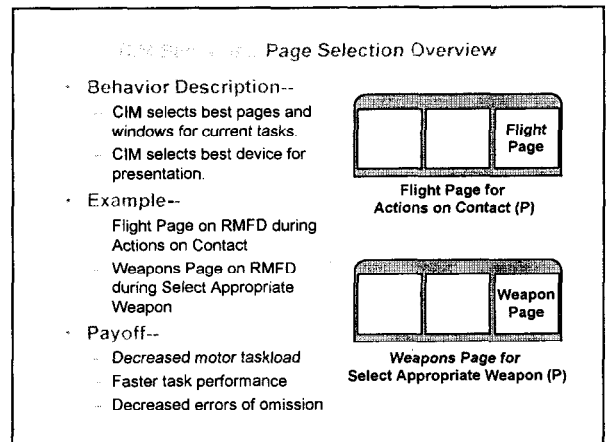 Page Selection Overview
Behavior Description--
CIM selects best pages and
windows for current tasks.
CIM selects best device for
presentation.
Example--
Flight Page on RMFD during
Actions on Contact
Weapons Page on RMFD
during Select Appropriate
Weapon
Payoff--
Decreased motor taskload
Faster task performance
Decreased errors of omission
Flight
Page
Flight Page for
Actions on Contact (P)
Weapon
Page
Weapons Page for
Select Appropriate Weapon (P)